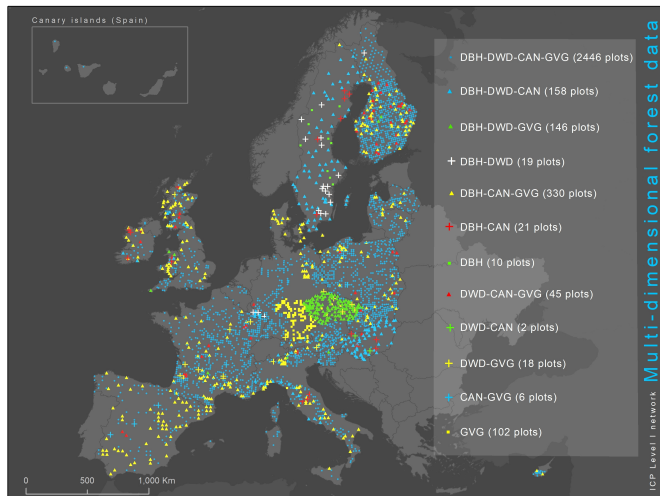 Canary islands (Spain)
DBH-DWD-CAN-GVG (2446 plots)
DBH-DWD-CAN (158 plots)
DBH-DWD-GVG (146 plots)
DBH-DWD (19 plots)
DBH-CAN-GVG (330 plots)
DBH-CAN (21 plots)
DBH (10 plots)
DWD-CAN-GVG (45 plots)
DWD-CAN (2 plots)
DWD-GVG (18 plots)
CAN-GVG (6 plots)
GVG (102 plots)
Multi-dimensional forest data
ICP Level I network
0 500 1,000 Km